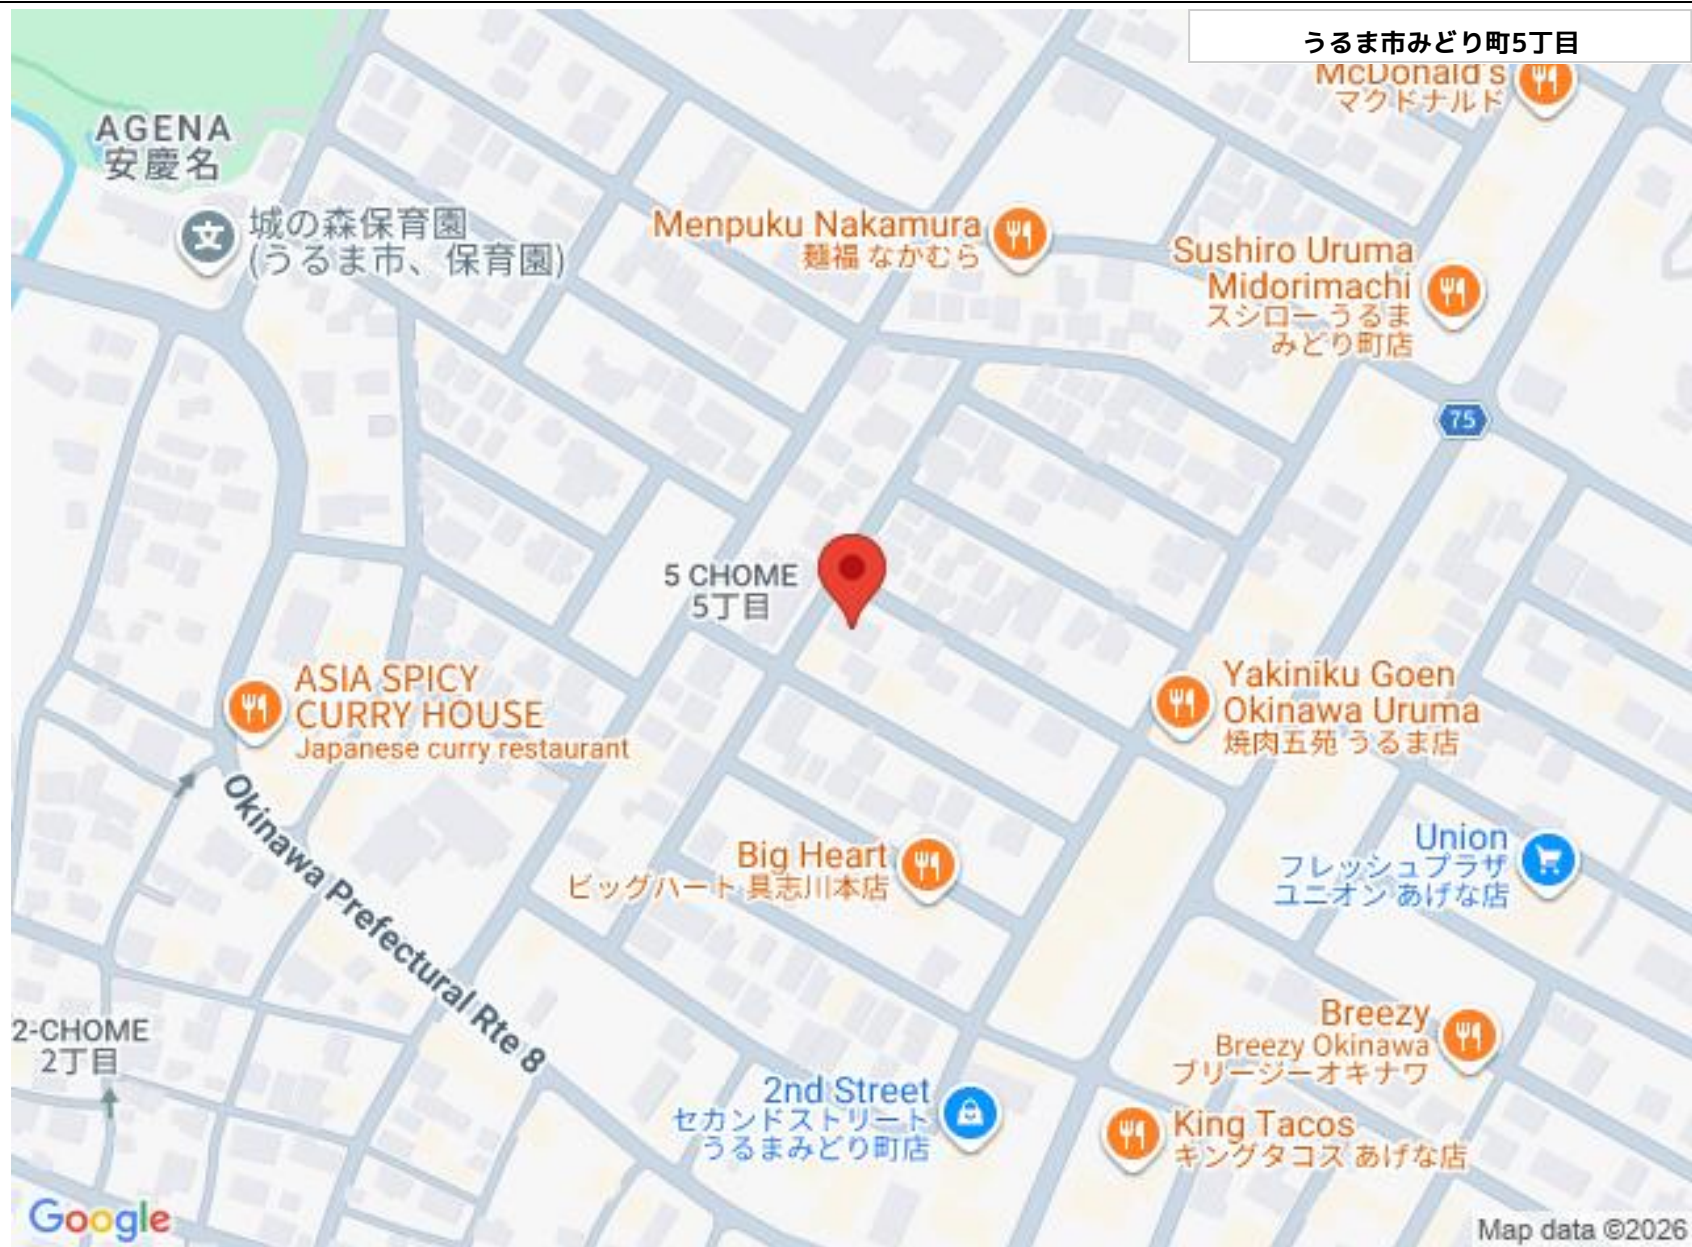 うるま市みどり町5丁目
McDonald's
マクドナルド
AGENA
安慶名
城の森保育園
(うるま市、保育園)
Menpuku Nakamura
麺福 なかむら
Sushiro Uruma
Midorimachi
スシロー うるま
みどり町店
75
5 CHOME
5丁目
ASIA SPICY
CURRY HOUSE
Japanese curry restaurant
Yakiniku Goen
Okinawa Uruma
焼肉五苑 うるま店
Okinawa Prefectural Rte 8
Big Heart
ビッグハート 具志川本店
Union
フレッシュプラザ
ユニオン あげな店
2-CHOME
2丁目
Breezy
Breezy Okinawa
ブリージーオキナワ
2nd Street
セカンドストリート
うるまみどり町店
King Tacos
キングタコス あげな店
Google
Map data ©2026